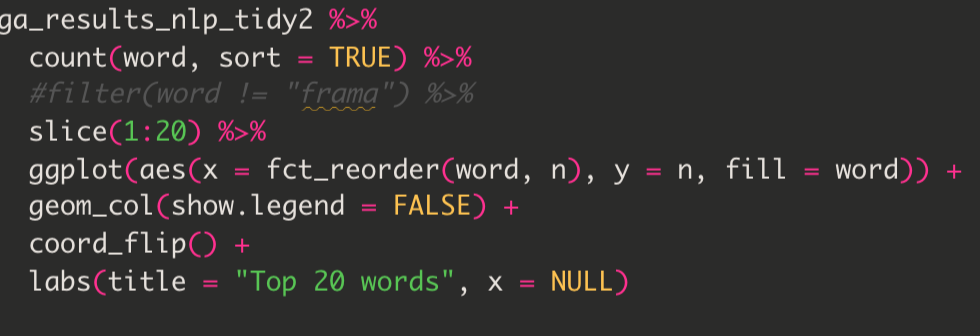 ga_results_nlp_tidy2 %>%
count(word, sort = TRUE) %>%
#filter(word != "frama") %>%
slice(1:20) %>%
ggplot(aes(x = fct_reorder(word, n), y = n, fill = word)) +
geom_col(show.legend = FALSE) +
coord_flip() +
labs(title = "Top 20 words", x = NULL)